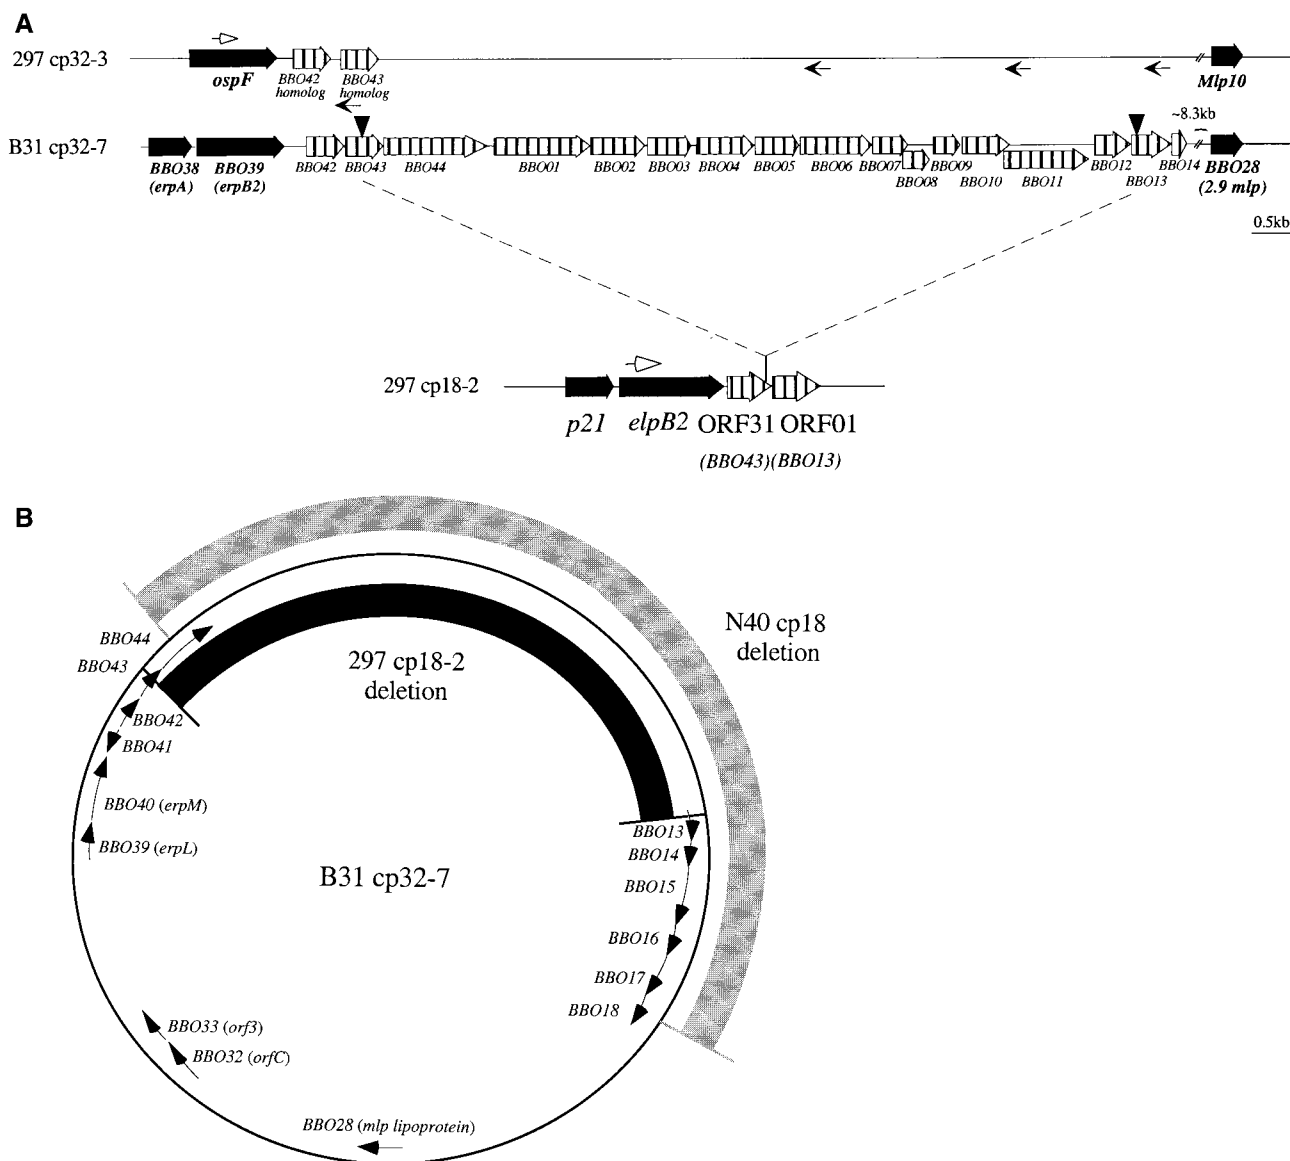 A
297 cp32-3
ospF
BBO42 homolog
BBO43 homolog
Mlp10
~8.3kb
B31 cp32-7
BBO38 (erpA)
BBO39 (erpB2)
BBO42
BBO43
BBO44
BBO01
BBO02
BBO03
BBO04
BBO05
BBO06
BBO07
BBO08
BBO09
BBO10
BBO11
BBO12
BBO13
BBO14
BBO28 (2.9 mlp)
0.5kb
297 cp18-2
p21
elpB2
ORF31
ORF01
(BBO43)(BBO13)
B
N40 cp18
deletion
297 cp18-2
deletion
BBO44
BBO43
BBO42
BBO41
BBO40 (erpM)
BBO39 (erpL)
B31 cp32-7
BBO13
BBO14
BBO15
BBO16
BBO17
BBO18
BBO33 (orf3)
BBO32 (orfC)
BBO28 (mlp lipoprotein)